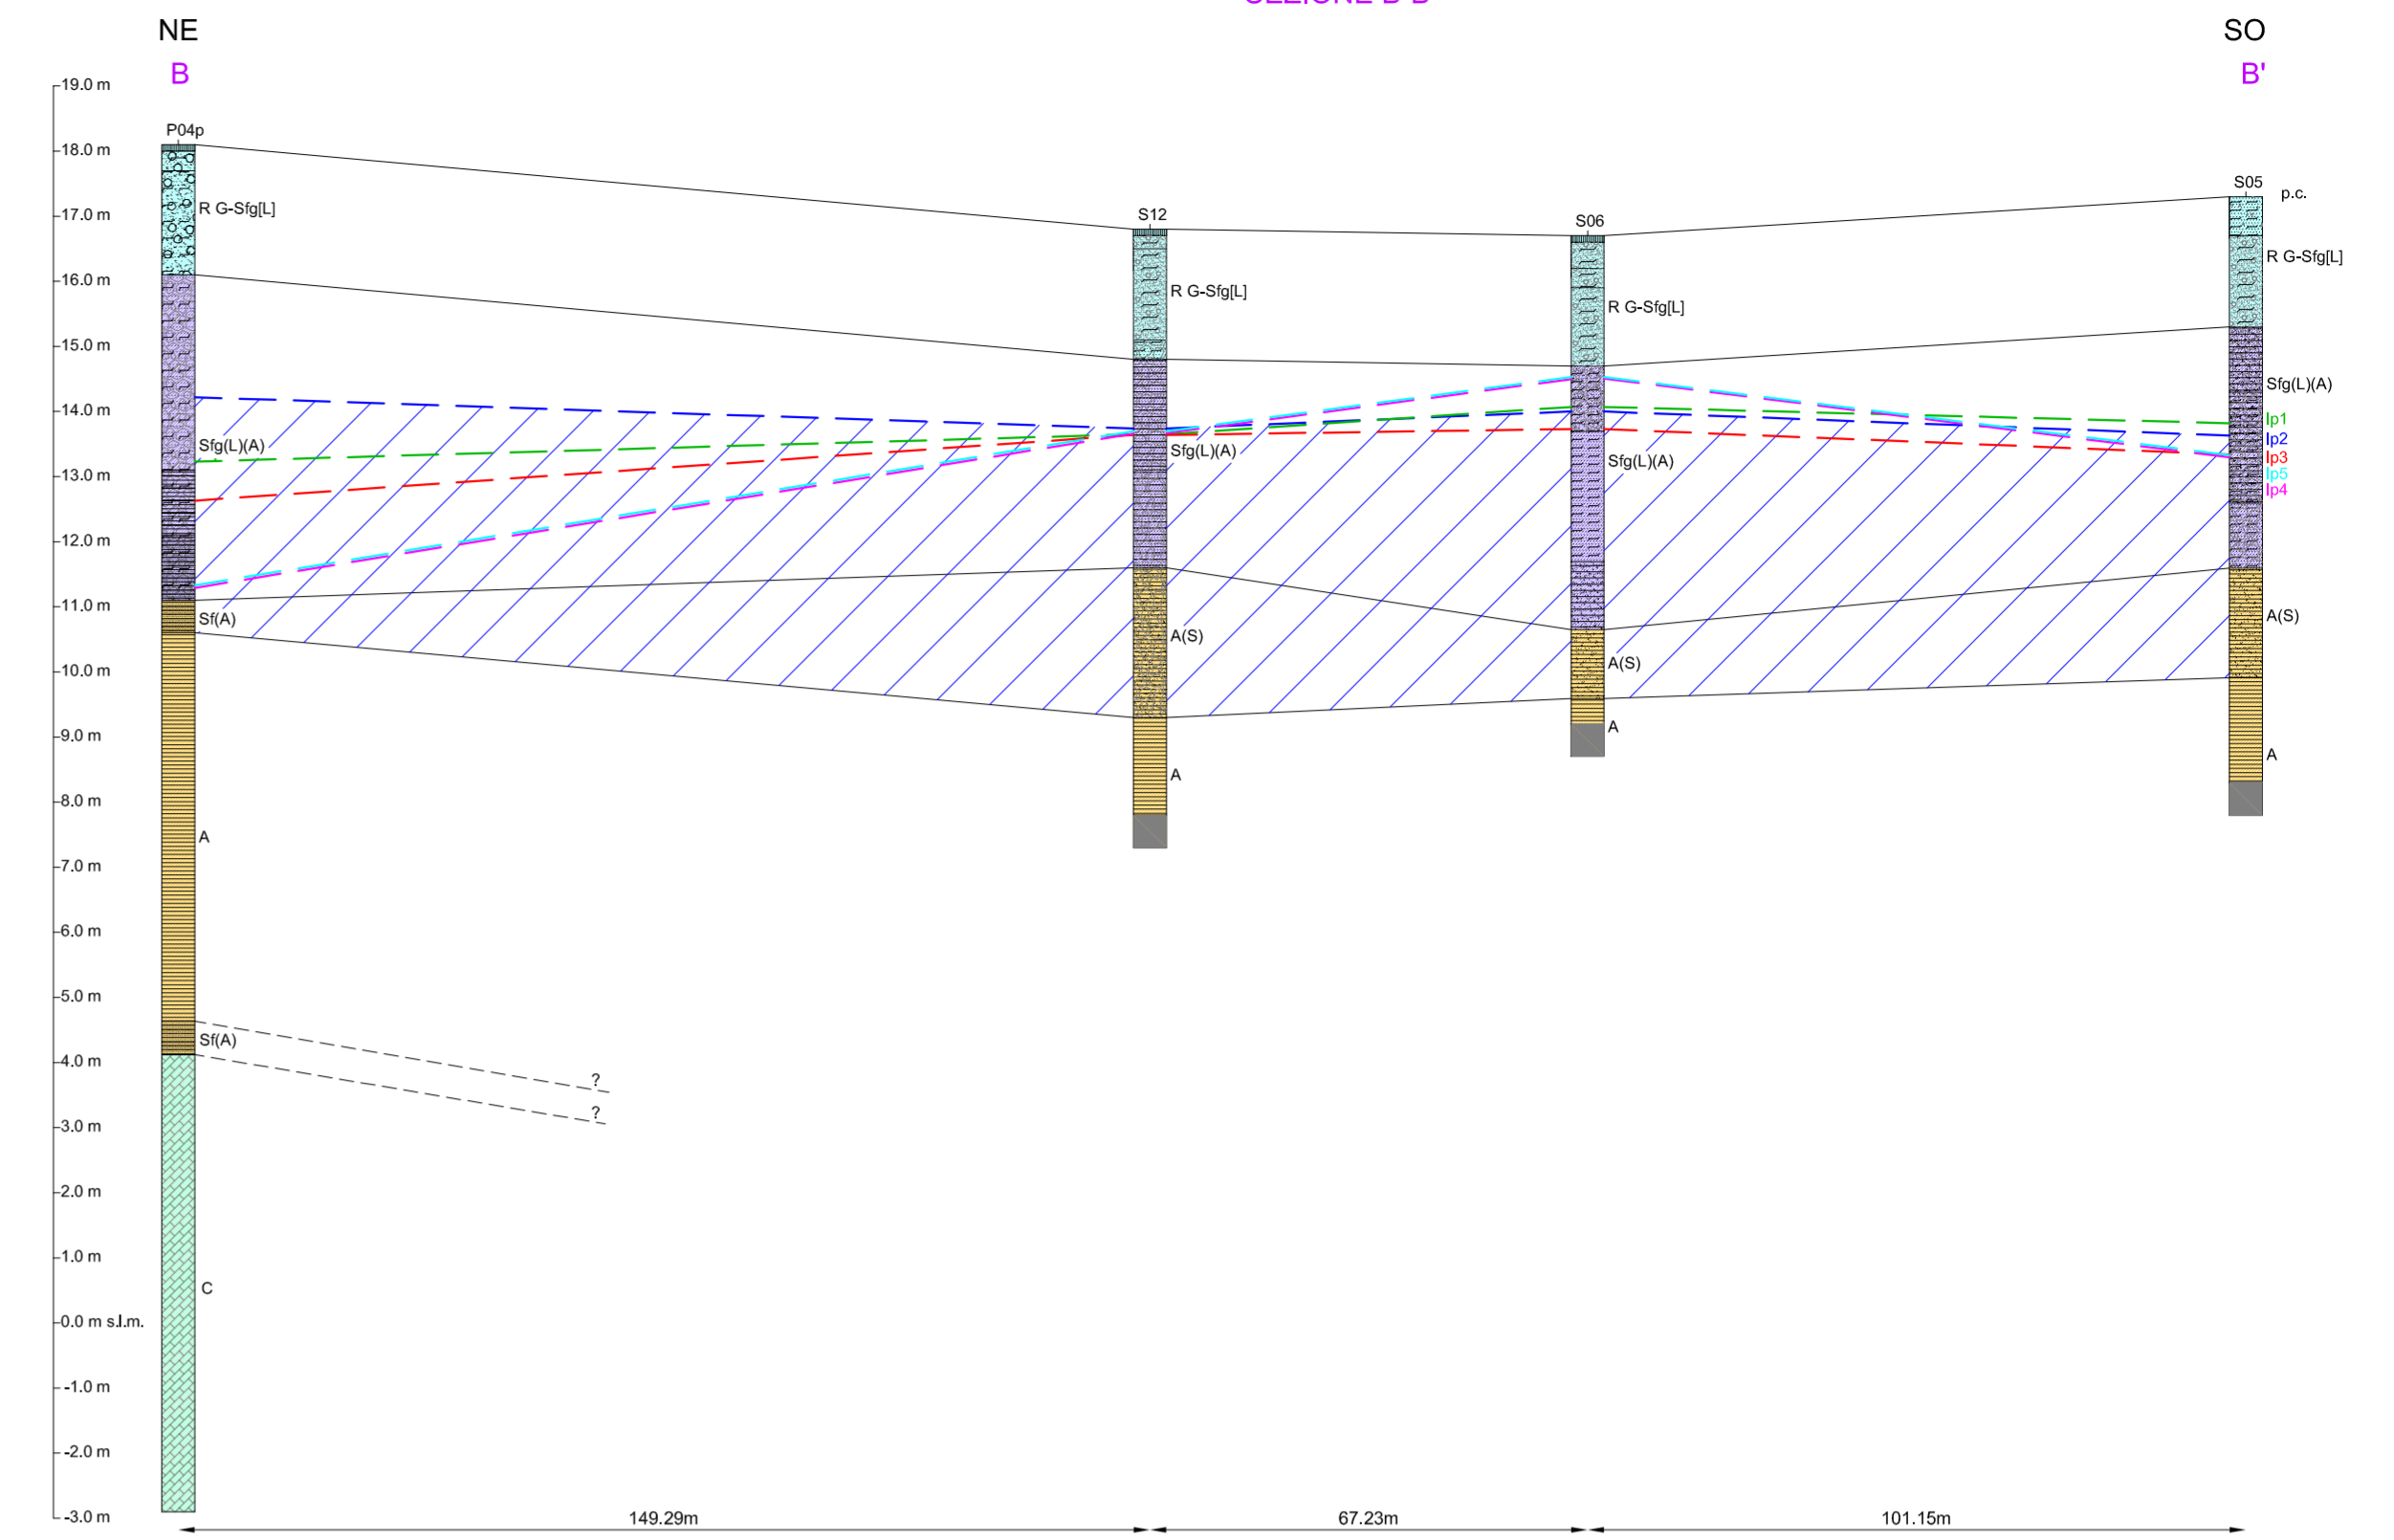 NE
SO
B
B'
19.0 m
18.0 m
17.0 m
16.0 m
15.0 m
14.0 m
13.0 m
12.0 m
11.0 m
10.0 m
9.0 m
8.0 m
7.0 m
6.0 m
5.0 m
4.0 m
3.0 m
2.0 m
1.0 m
0.0 m s.l.m.
-1.0 m
-2.0 m
-3.0 m
P04p
R G-Sfg[L]
Sfg(L)(A)
Sf(A)
A
Sf(A)
C
?
?
S12
R G-Sfg[L]
Sfg(L)(A)
A(S)
A
S06
R G-Sfg[L]
Sfg(L)(A)
A(S)
A
S05
p.c.
R G-Sfg[L]
Sfg(L)(A)
Ip1
Ip2
Ip3
Ip5
Ip4
A(S)
A
149.29m
67.23m
101.15m